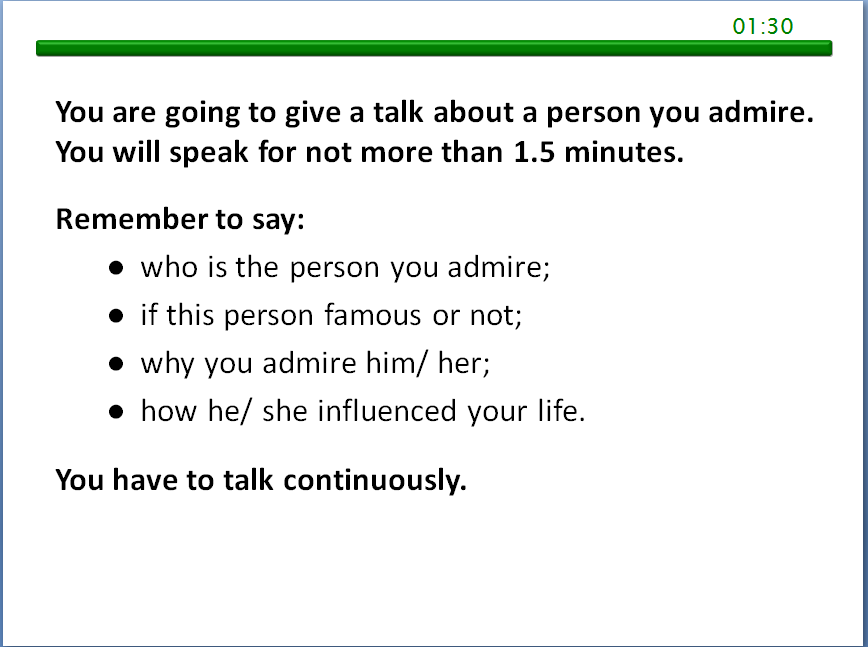 01:30
You are going to give a talk about a person you admire.
You will speak for not more than 1.5 minutes.
Remember to say:
● who is the person you admire;
● if this person famous or not;
● why you admire him/ her;
● how he/ she influenced your life.
You have to talk continuously.